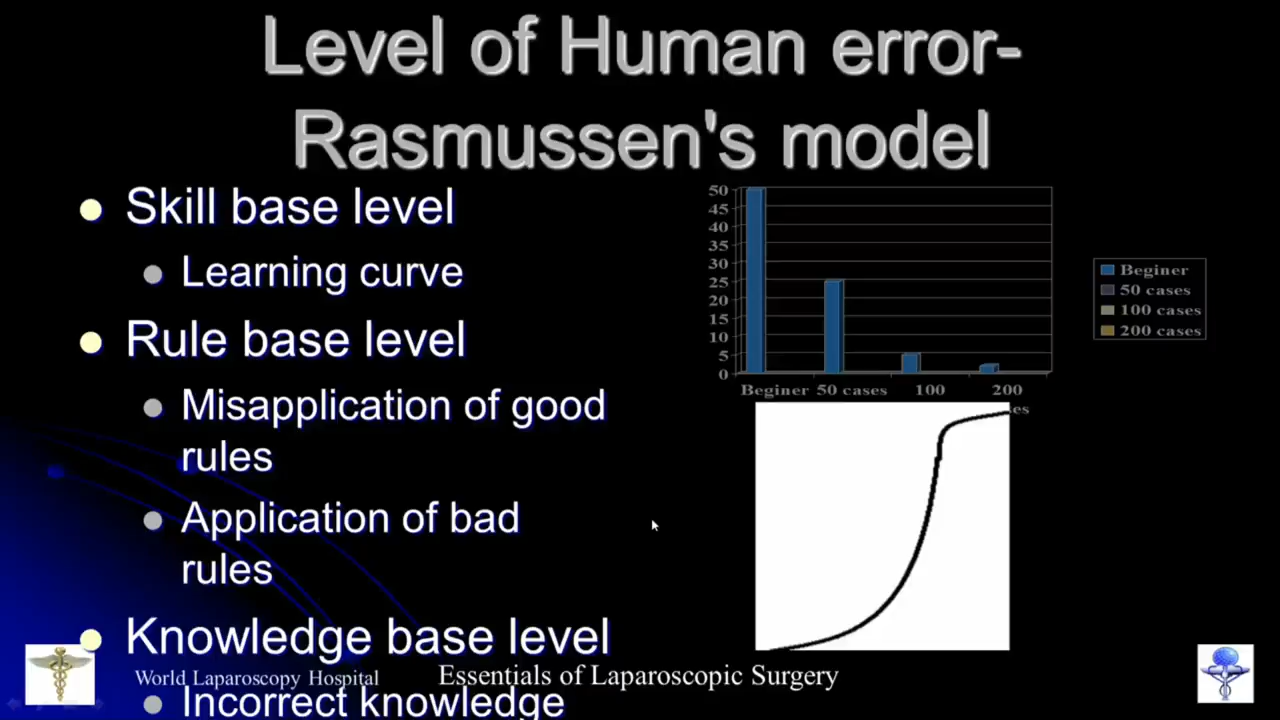 Level of Human error-
Rasmussen's model
Skill base level
Learning curve
Rule base level
Misapplication of good
rules
Application of bad
rules
Knowledge base level
Incorrect knowledge
50
45
40
35
30
25
20
15
10
5
0
Beginer 50 cases 100 200
Beginer
50 cases
100 cases
200 cases
World Laparoscopy Hospital
Essentials of Laparoscopic Surgery